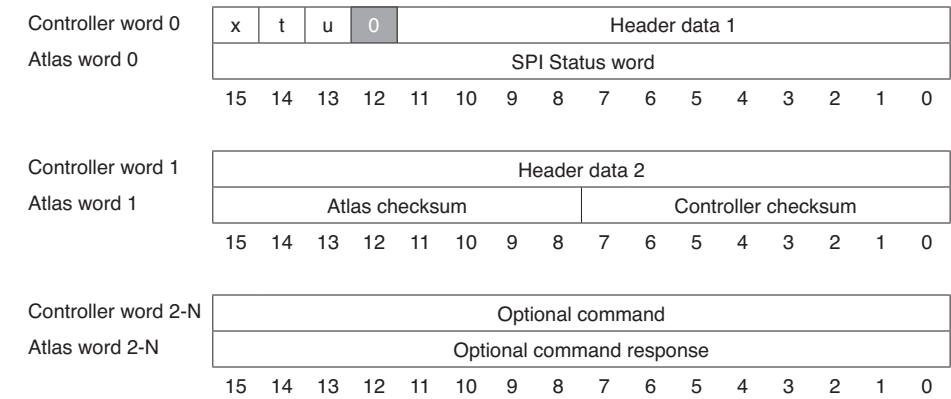 Controller word 0 x t u 0 Header data 1
Atlas word 0 SPI Status word
15 14 13 12 11 10 9 8 7 6 5 4 3 2 1 0
Controller word 1 Header data 2
Atlas word 1 Atlas checksum Controller checksum
15 14 13 12 11 10 9 8 7 6 5 4 3 2 1 0
Controller word 2-N Optional command
Atlas word 2-N Optional command response
15 14 13 12 11 10 9 8 7 6 5 4 3 2 1 0